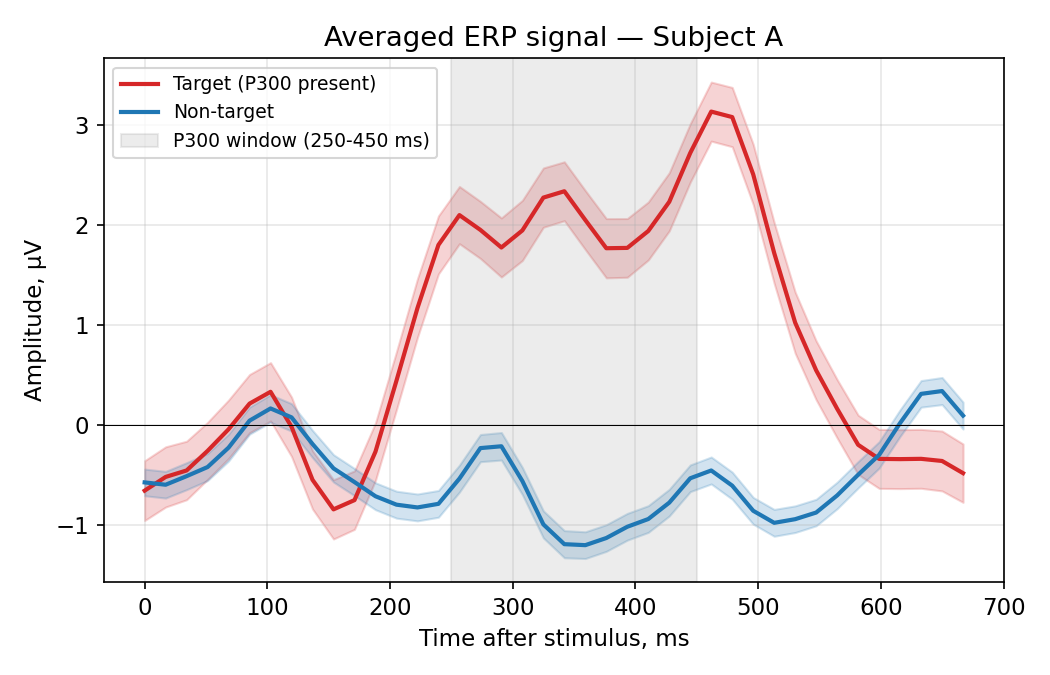 Averaged ERP signal — Subject A
Target (P300 present)
Non-target
P300 window (250-450 ms)
Amplitude, µV
3
2
1
0
−1
0 100 200 300 400 500 600 700
Time after stimulus, ms